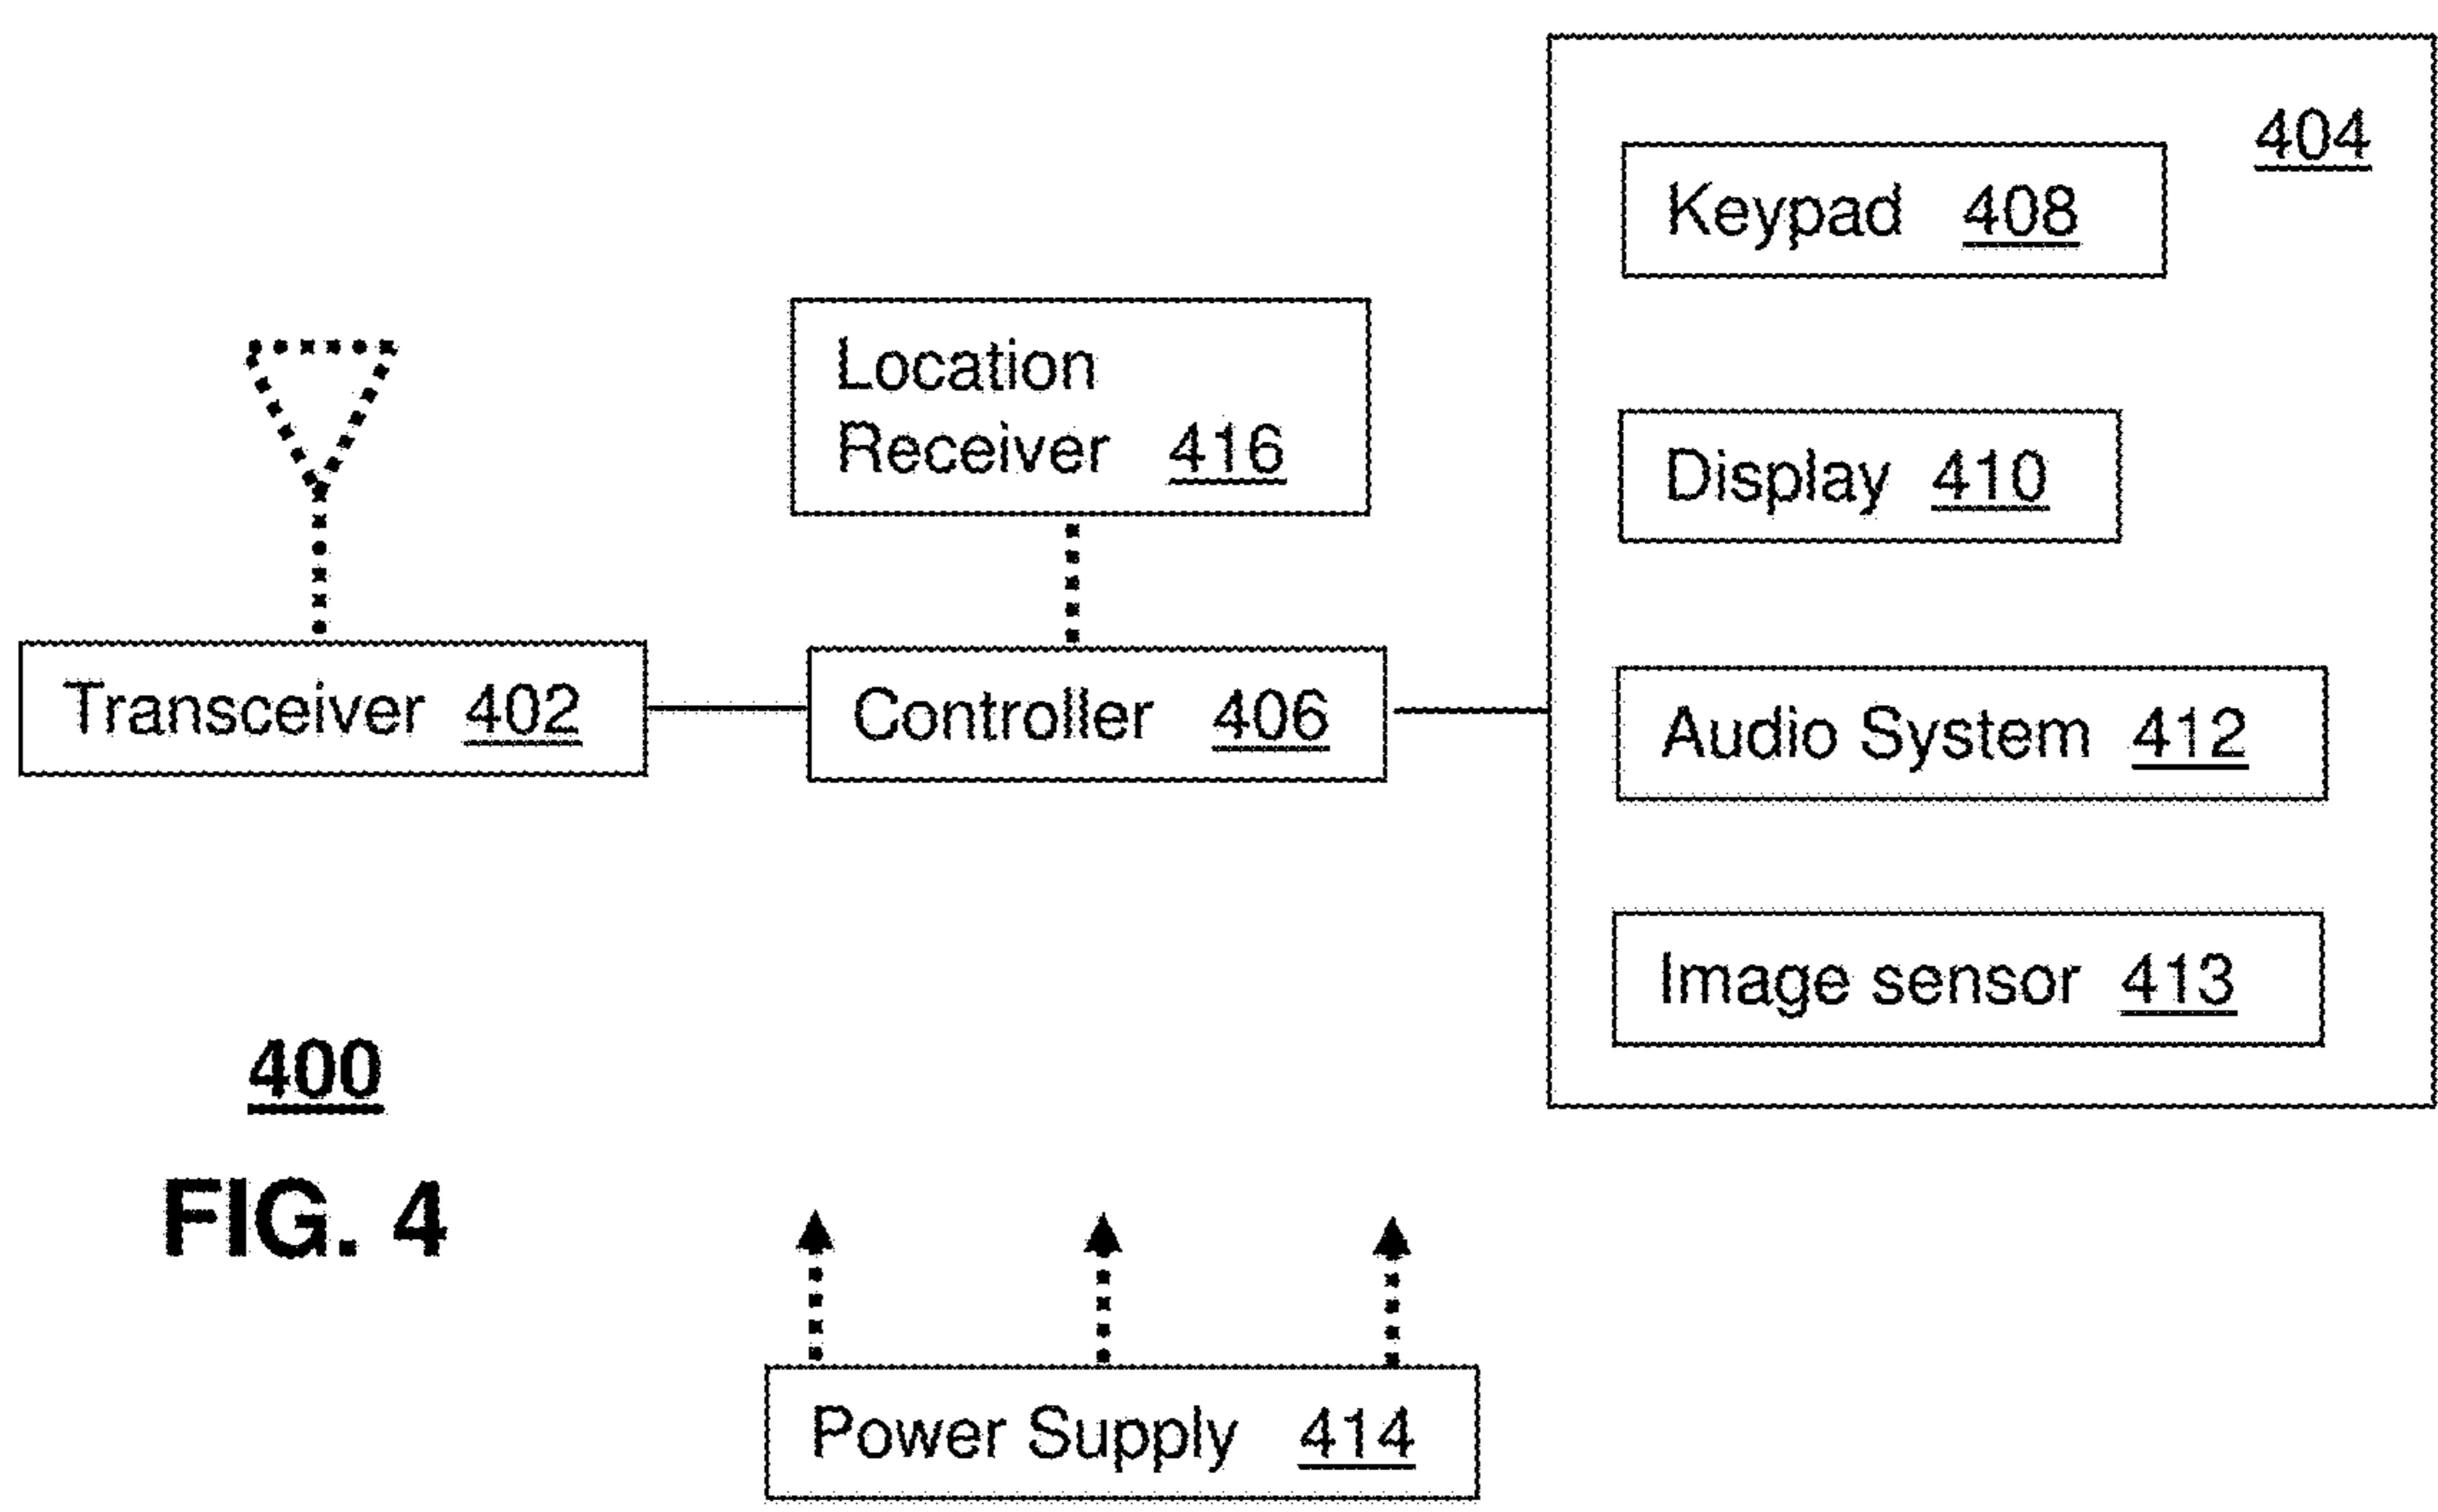 404
Keypad 408
Location
Receiver 416
Display 410
Transceiver 402
Controller 406
Audio System 412
Image sensor 413
400
FIG. 4
Power Supply 414